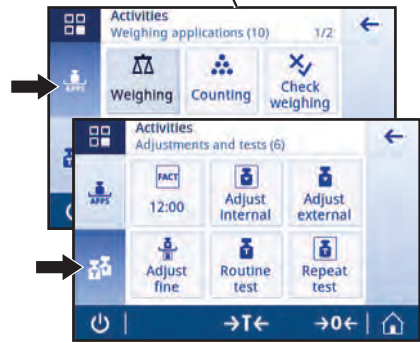 Activities
Weighing applications (10) 1/2
APPS
Weighing Counting Check weighing
Activities
Adjustments and tests (6)
APPS
FACT
12:00 Adjust internal Adjust external
Adjust fine Routine test Repeat test
→T← →0←